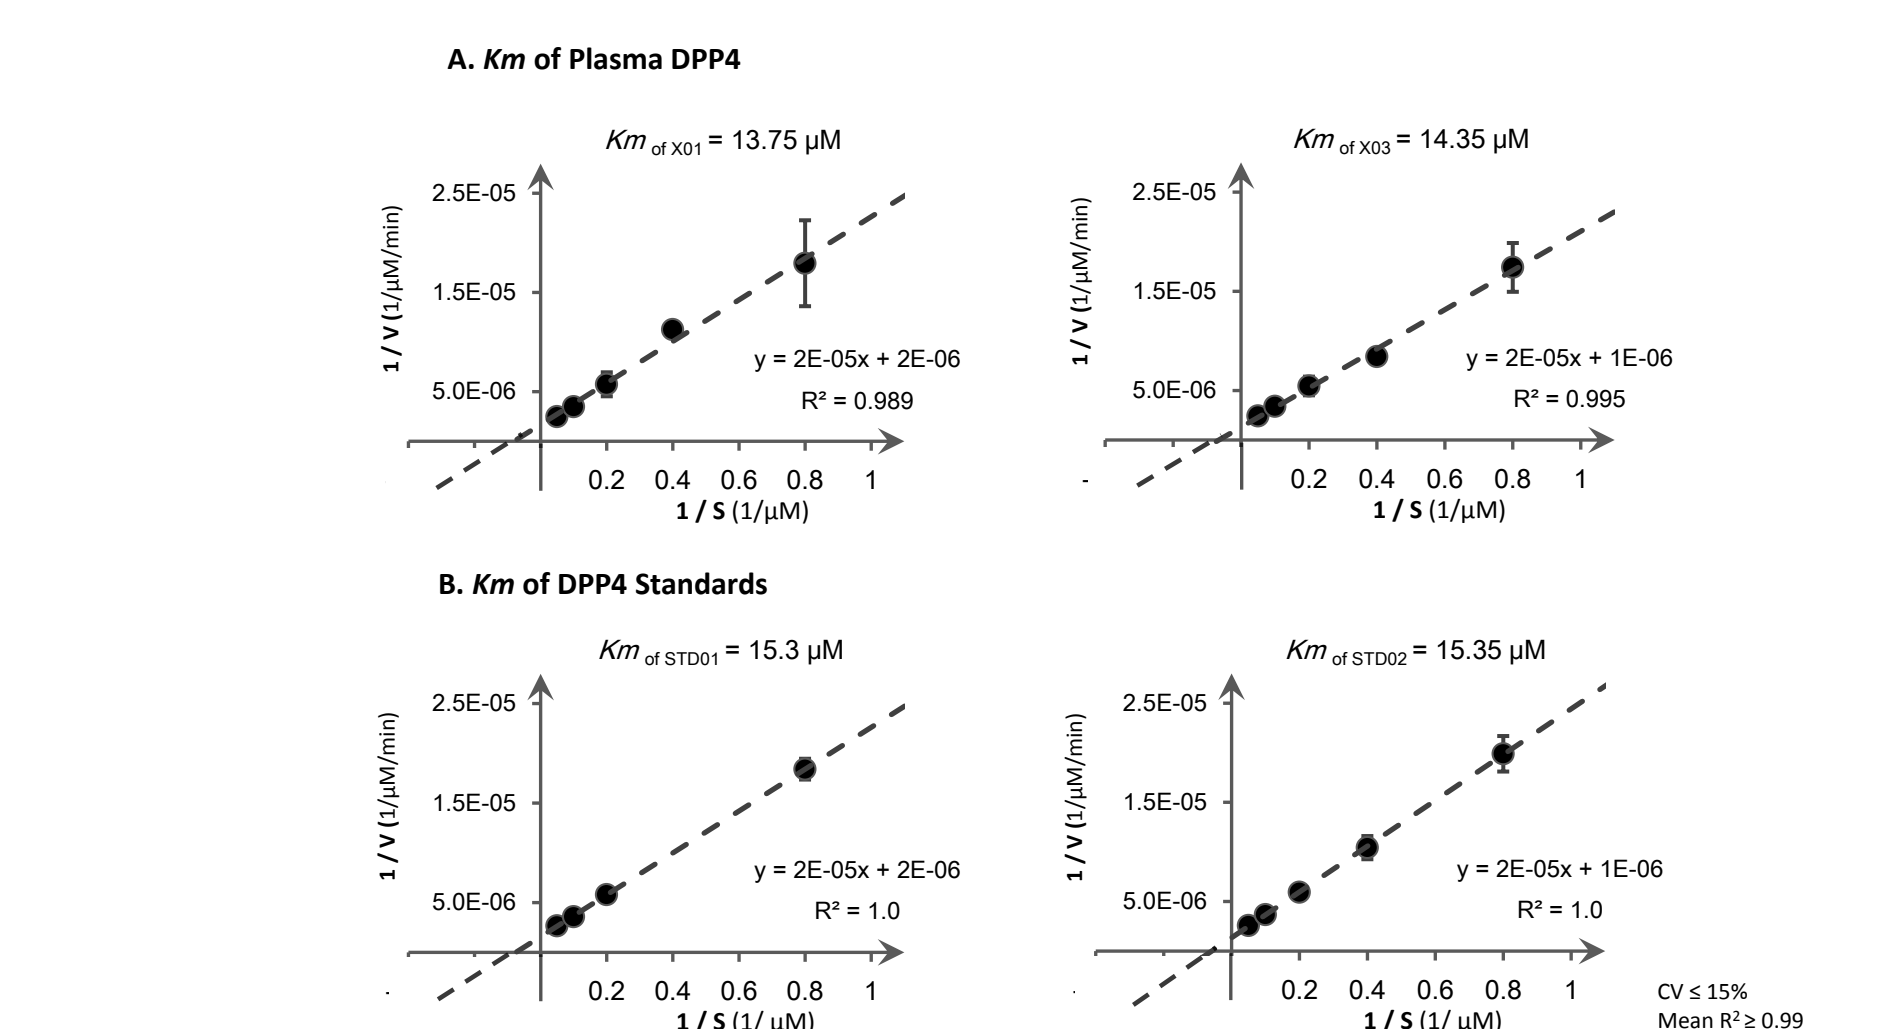 A. Km of Plasma DPP4
Km of X01 = 13.75 µM
2.5E-05
1.5E-05
5.0E-06
1 / V (1/µM/min)
y = 2E-05x + 2E-06
R² = 0.989
0.2 0.4 0.6 0.8 1
1 / S (1/µM)
Km of X03 = 14.35 µM
2.5E-05
1.5E-05
5.0E-06
1 / V (1/µM/min)
y = 2E-05x + 1E-06
R² = 0.995
-
0.2 0.4 0.6 0.8 1
1 / S (1/µM)
B. Km of DPP4 Standards
Km of STD01 = 15.3 µM
2.5E-05
1.5E-05
5.0E-06
1 / V (1/µM/min)
y = 2E-05x + 2E-06
R² = 1.0
0.2 0.4 0.6 0.8 1
1 / S (1/ µM)
Km of STD02 = 15.35 µM
2.5E-05
1.5E-05
5.0E-06
1 / V (1/µM/min)
y = 2E-05x + 1E-06
R² = 1.0
0.2 0.4 0.6 0.8 1
1 / S (1/ µM)
CV ≤ 15%
Mean R² ≥ 0.99